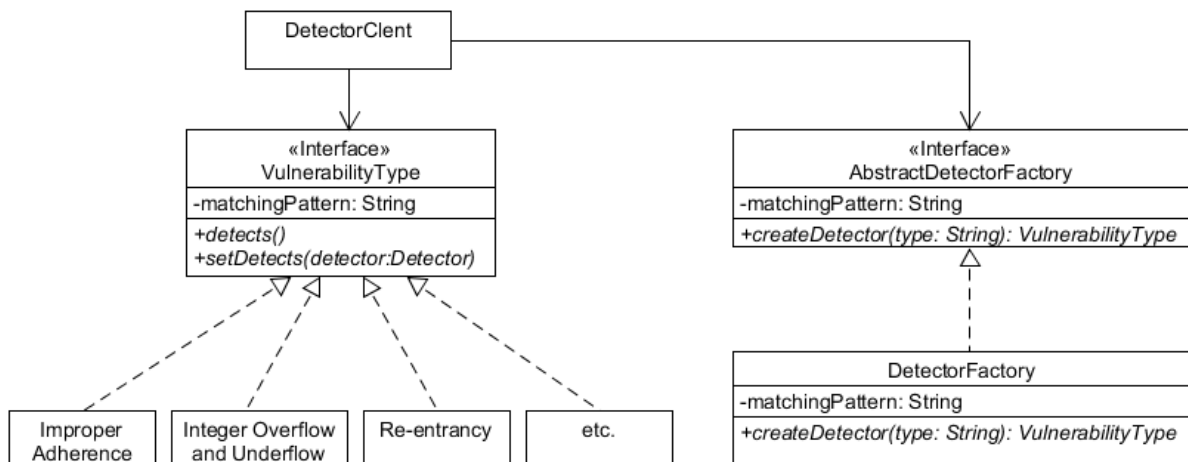 DetectorClent
«Interface»
VulnerabilityType
-matchingPattern: String
+detects()
+setDetects(detector:Detector)
«Interface»
AbstractDetectorFactory
-matchingPattern: String
+createDetector(type: String): VulnerabilityType
DetectorFactory
-matchingPattern: String
+createDetector(type: String): VulnerabilityType
Improper
Adherence
Integer Overflow
and Underflow
Re-entrancy
etc.